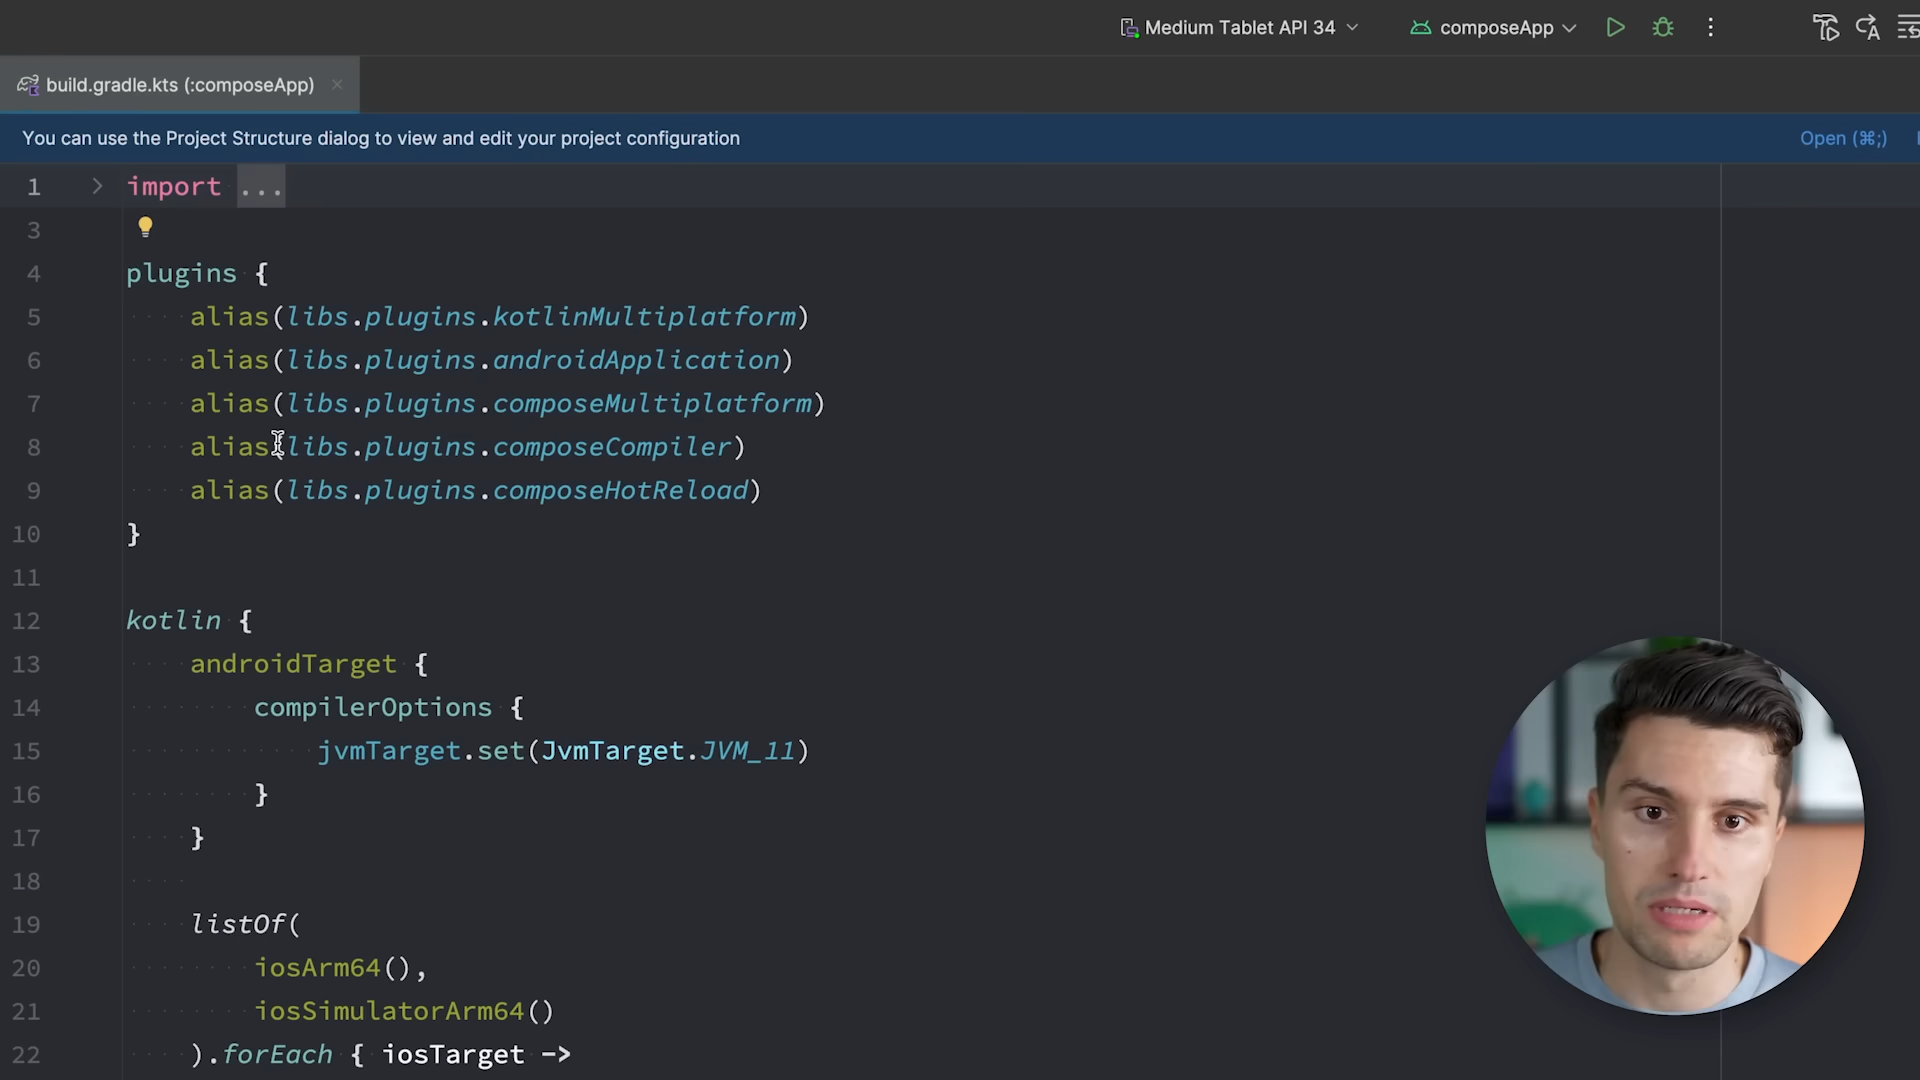 Medium Tablet API 34
composeApp
build.gradle.kts (:composeApp)
You can use the Project Structure dialog to view and edit your project configuration
Open (⌘;)
1 import ...
3
4 plugins {
5 alias(libs.plugins.kotlinMultiplatform)
6 alias(libs.plugins.androidApplication)
7 alias(libs.plugins.composeMultiplatform)
8 alias(libs.plugins.composeCompiler)
9 alias(libs.plugins.composeHotReload)
10 }
11
12 kotlin {
13 androidTarget {
14 compilerOptions {
15 jvmTarget.set(JvmTarget.JVM_11)
16 }
17 }
18
19 listOf(
20 iosArm64(),
21 iosSimulatorArm64()
22 ).forEach { iosTarget ->